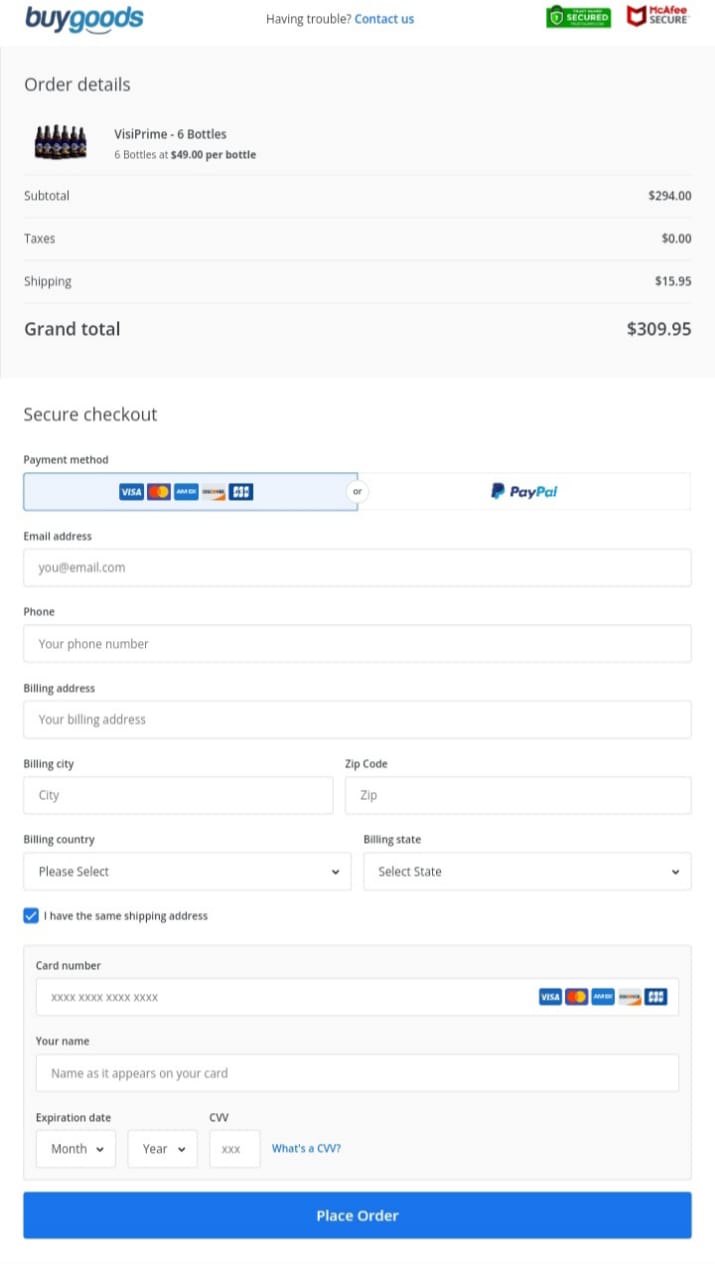 buygoods
Having trouble? Contact us
SECURED
McAfee
SECURE
Order details
VisiPrime - 6 Bottles
6 Bottles at $49.00 per bottle
Subtotal $294.00
Taxes $0.00
Shipping $15.95
Grand total $309.95
Secure checkout
Payment method
VISA AMEX DISCOVER JCB or PayPal
Email address
you@email.com
Phone
Your phone number
Billing address
Your billing address
Billing city Zip Code
City Zip
Billing country Billing state
Please Select Select State
I have the same shipping address
Card number
xxxx xxxx xxxx xxxx VISA AMEX DISCOVER JCB
Your name
Name as it appears on your card
Expiration date CVV
Month Year xxx What's a CVV?
Place Order